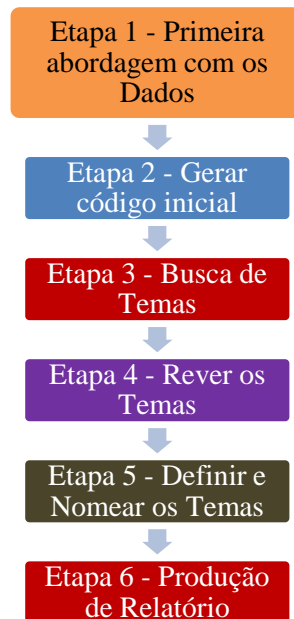 Etapa 1 - Primeira
abordagem com os
Dados
Etapa 2 - Gerar
código inicial
Etapa 3 - Busca de
Temas
Etapa 4 - Rever os
Temas
Etapa 5 - Definir e
Nomear os Temas
Etapa 6 - Produção
de Relatório